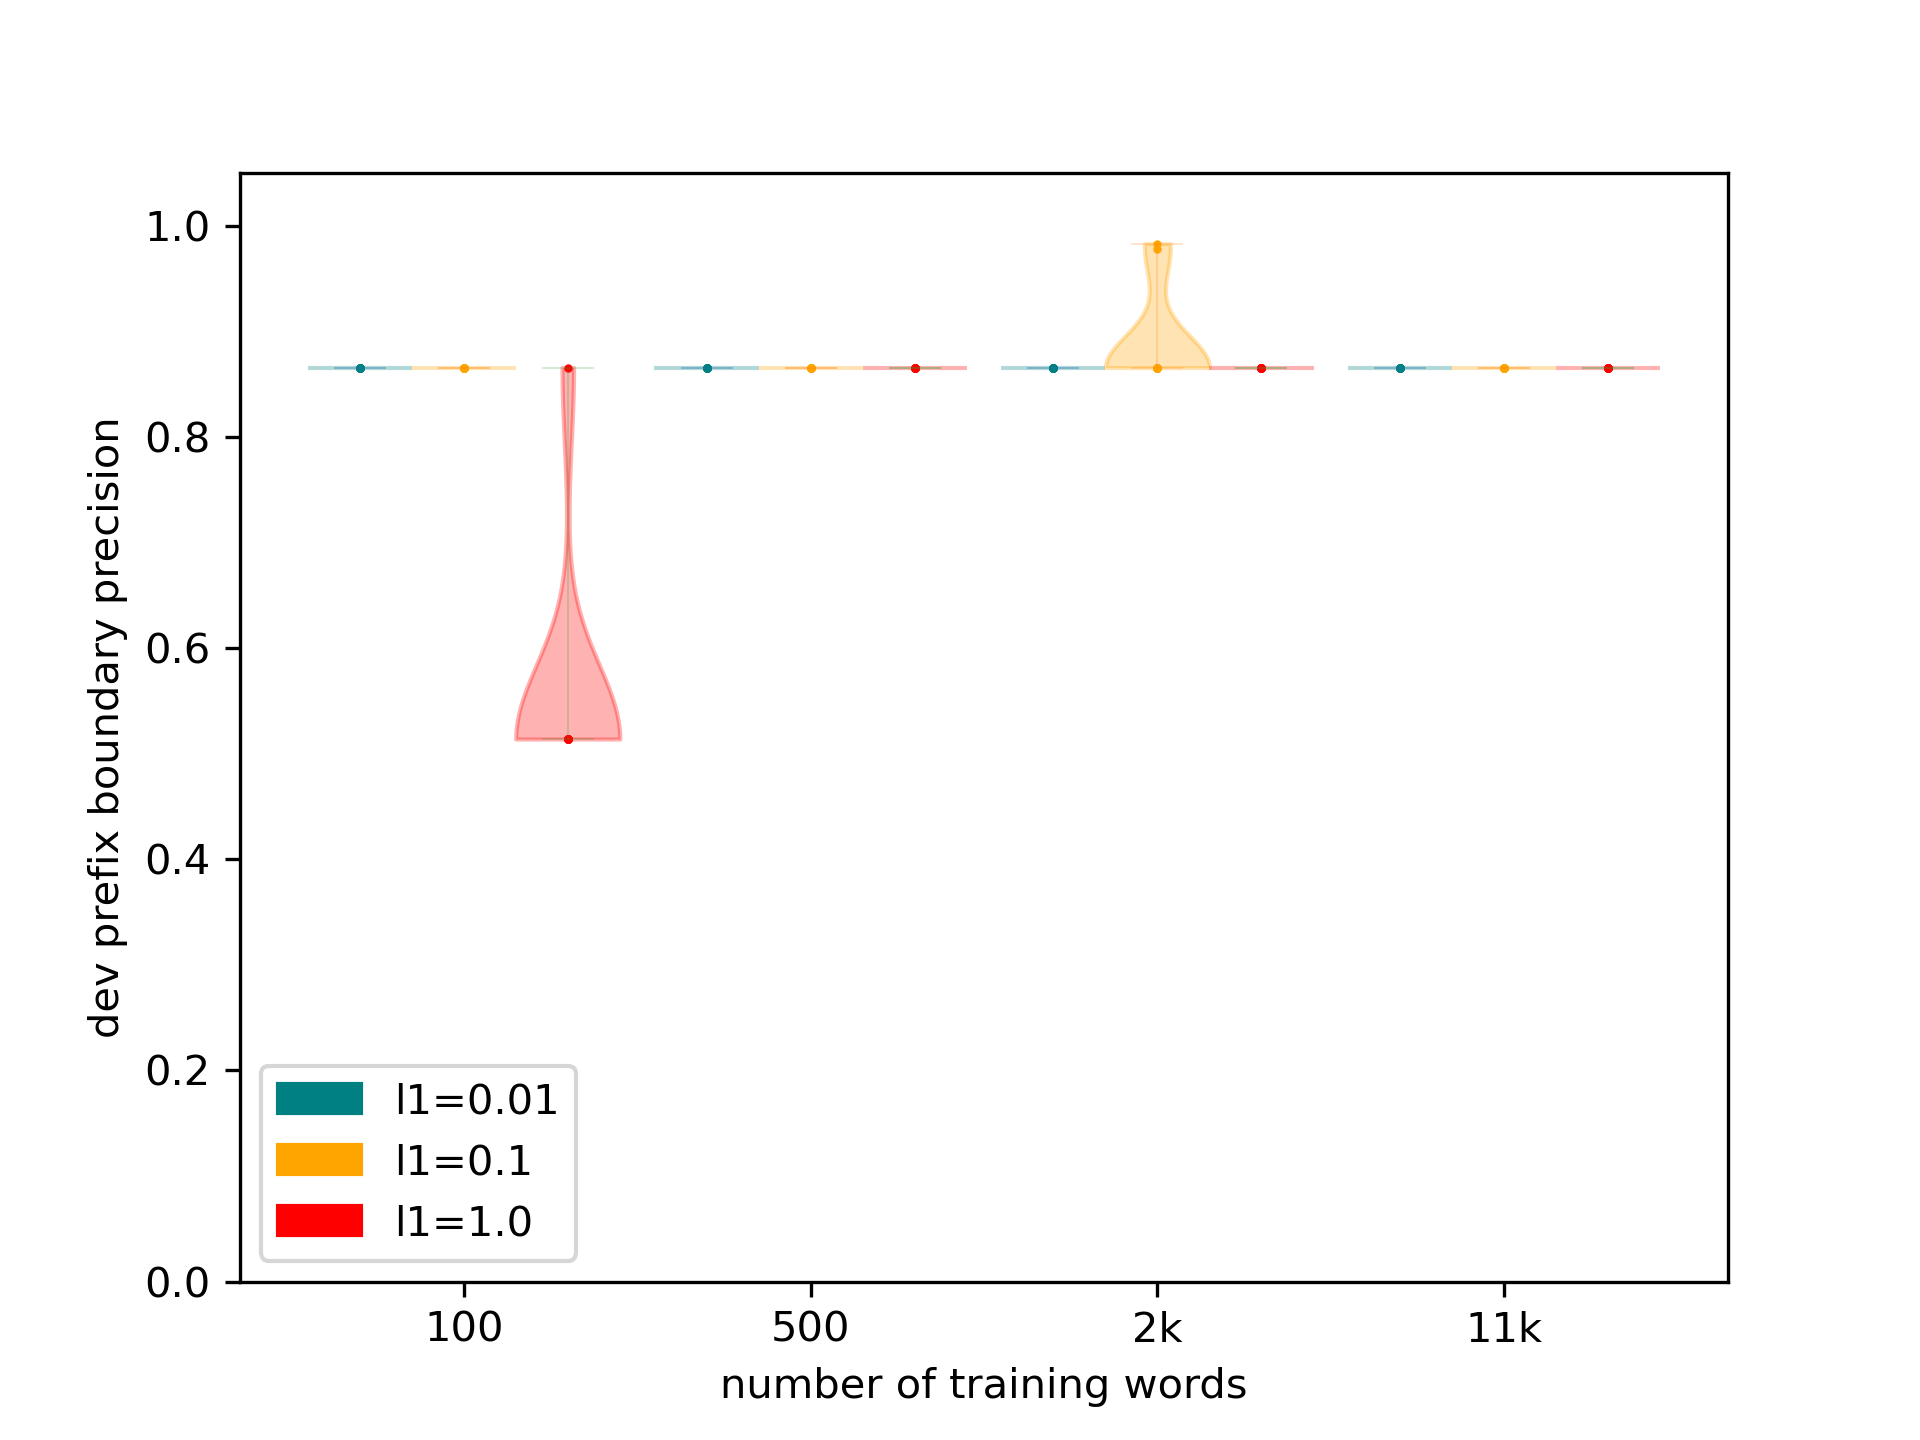 1.0
0.8
0.6
0.4
0.2
0.0
dev prefix boundary precision
l1=0.01
l1=0.1
l1=1.0
100 500 2k 11k
number of training words